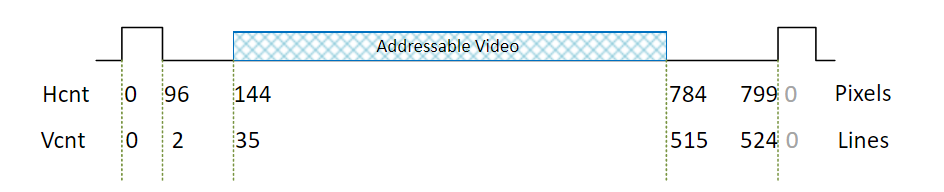 Addressable Video
Hcnt 0 96 144 784 799 0 Pixels
Vcnt 0 2 35 515 524 0 Lines